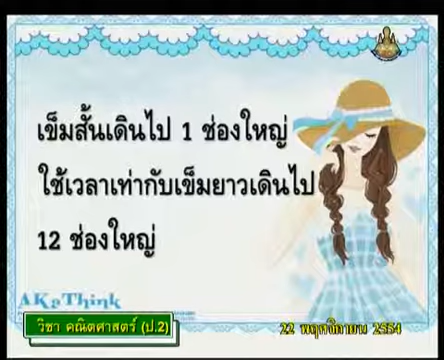 เข็มสั้นเดินไป 1 ช่องใหญ่
ใช้เวลาเท่ากับเข็มยาวเดินไป
12 ช่องใหญ่
AKaThink
วิชา คณิตศาสตร์ (ป.2)
22 พฤศจิกายน 2554